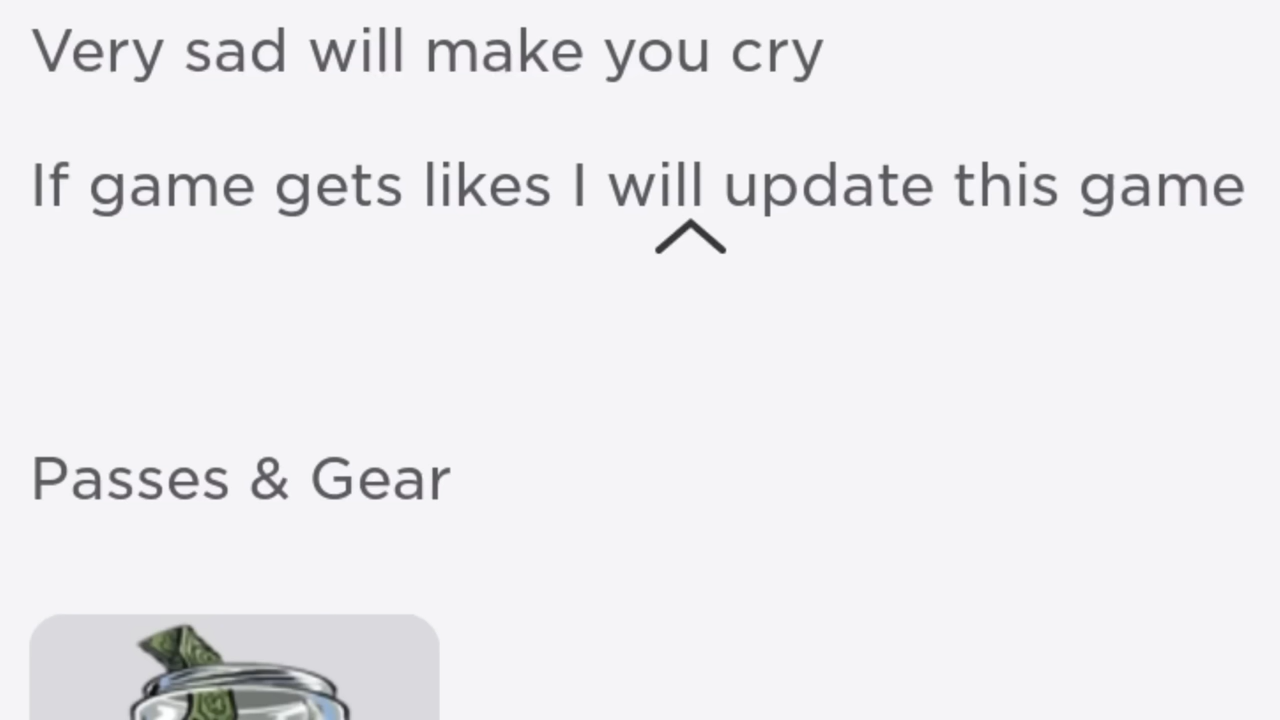 Very sad will make you cry
If game gets likes I will update this game
Passes & Gear